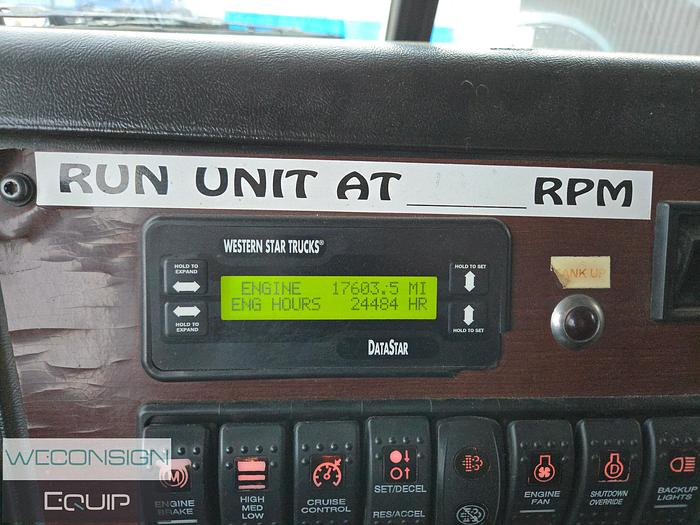 RUN UNIT AT ______ RPM
WESTERN STAR TRUCKS®
HOLD TO
EXPAND
HOLD TO SET
ENGINE 17603.5 MI
ENG HOURS 24484 HR
HOLD TO
EXPAND
HOLD TO SET
DATASTAR
ANK UP
WECONSIGN
EQUIP
ENGINE
BRAKE
HIGH
MED
LOW
CRUISE
CONTROL
SET/DECEL
RES/ACCEL
ENGINE
FAN
SHUTDOWN
OVERRIDE
BACKUP
LIGHTS